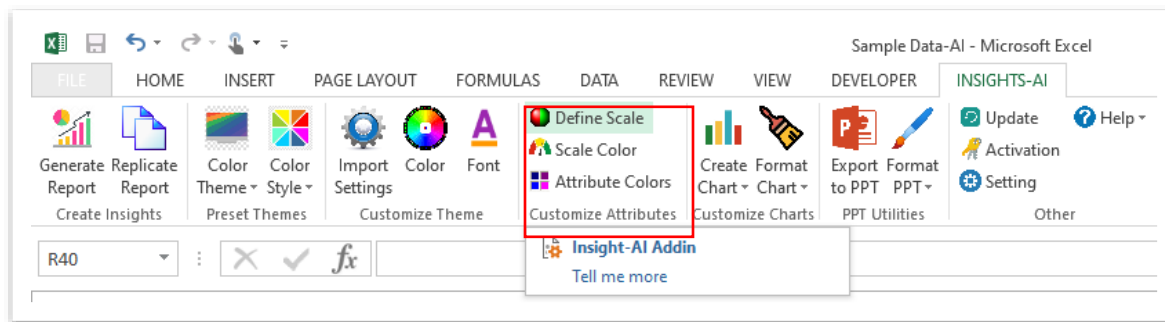 Sample Data-AI - Microsoft Excel
FILE HOME INSERT PAGE LAYOUT FORMULAS DATA REVIEW VIEW DEVELOPER INSIGHTS-AI
Generate Report
Replicate Report
Create Insights
Color Theme
Color Style
Preset Themes
Import Settings
Color
Font
Customize Theme
Define Scale
Scale Color
Attribute Colors
Customize Attributes
Create Chart
Format Chart
Customize Charts
Export to PPT
Format PPT
PPT Utilities
Update
Activation
Setting
Help
Other
R40
fx
Insight-AI Addin
Tell me more